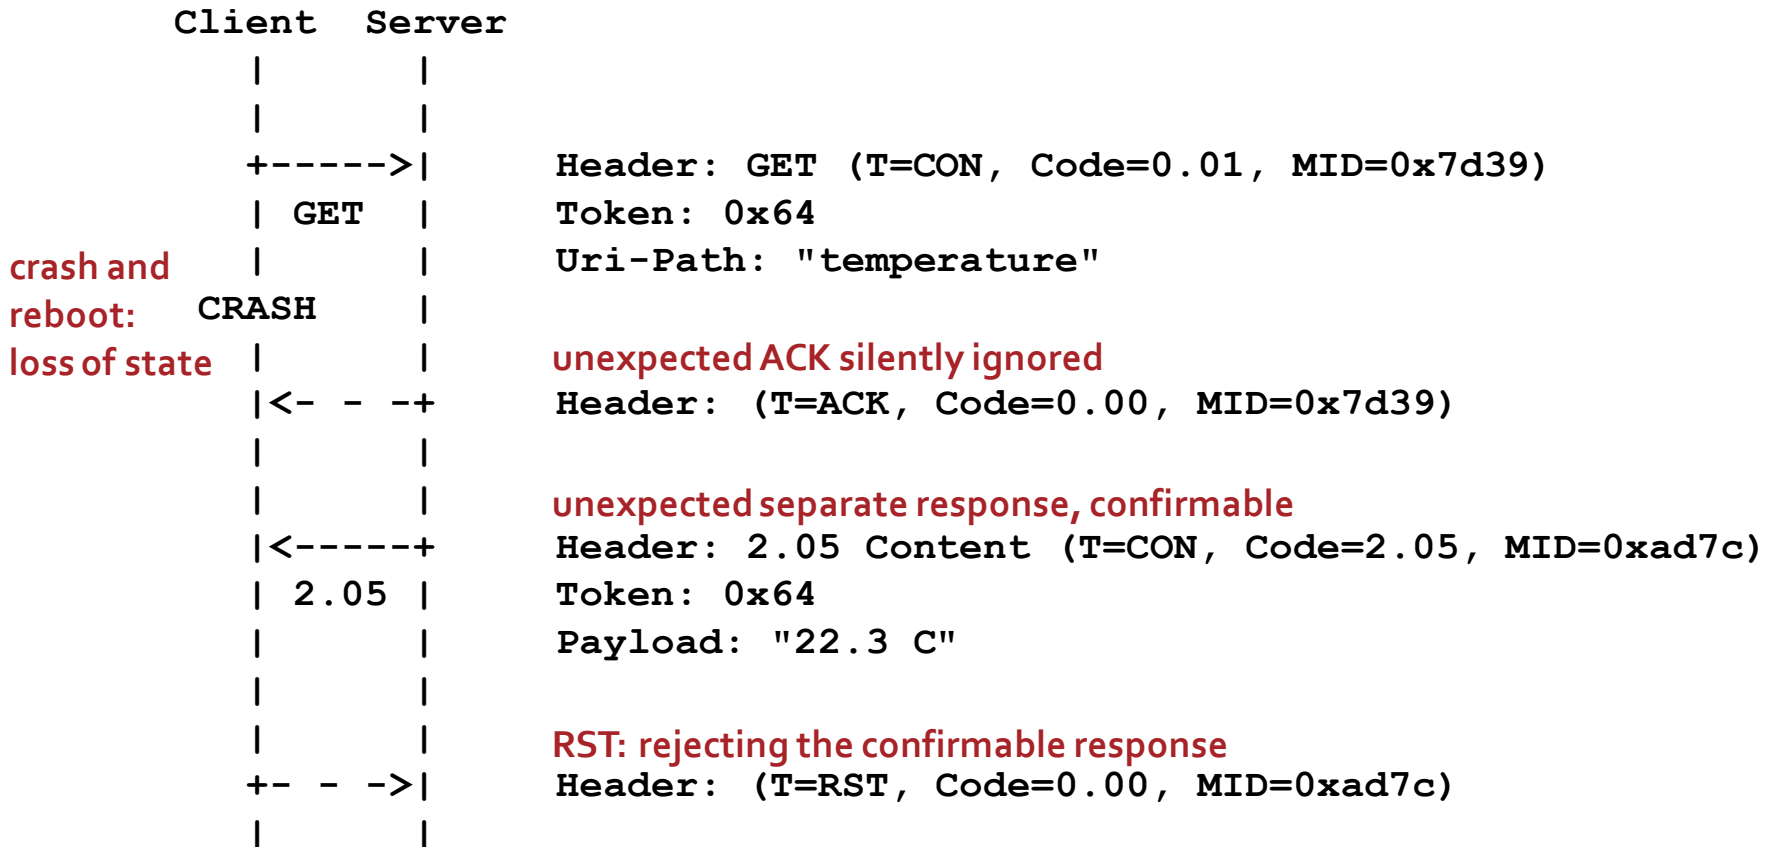 Client Server
| |
| |
+----->| Header: GET (T=CON, Code=0.01, MID=0x7d39)
| GET | Token: 0x64
crash and | | Uri-Path: "temperature"
reboot: CRASH |
loss of state | | unexpected ACK silently ignored
|<- - -+ Header: (T=ACK, Code=0.00, MID=0x7d39)
| |
| | unexpected separate response, confirmable
|<-----+ Header: 2.05 Content (T=CON, Code=2.05, MID=0xad7c)
| 2.05 | Token: 0x64
| | Payload: "22.3 C"
| |
| | RST: rejecting the confirmable response
+- - ->| Header: (T=RST, Code=0.00, MID=0xad7c)
| |